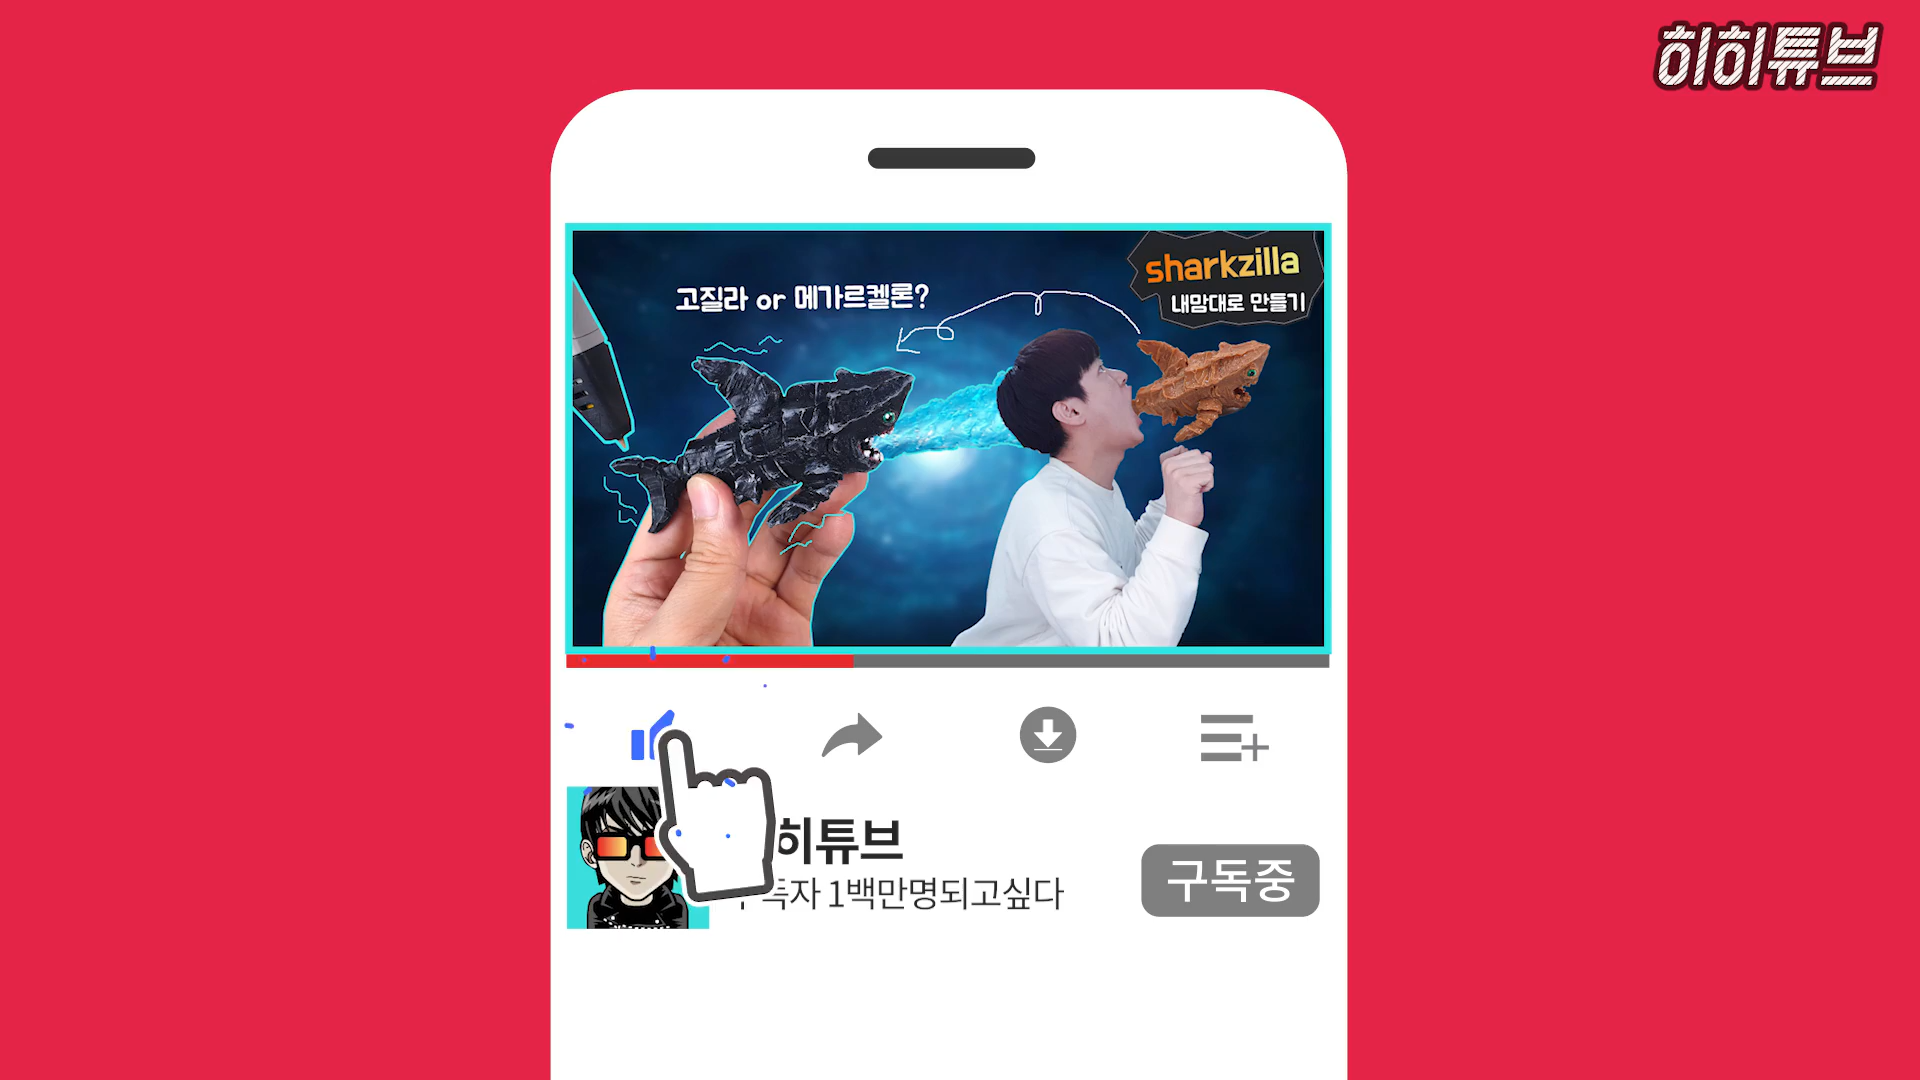 히히튜브
sharkzilla
내맘대로 만들기
고질라 or 메가르켈론?
히튜브
독자 1백만명되고싶다
구독중